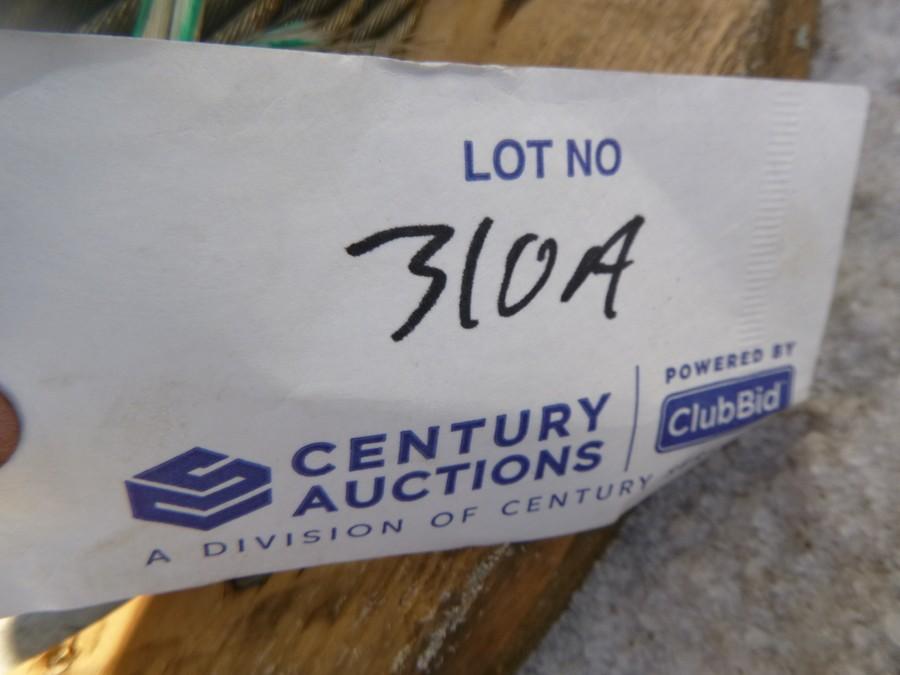 LOT NO
310A
CENTURY
AUCTIONS
POWERED BY
ClubBid
A DIVISION OF CENTURY